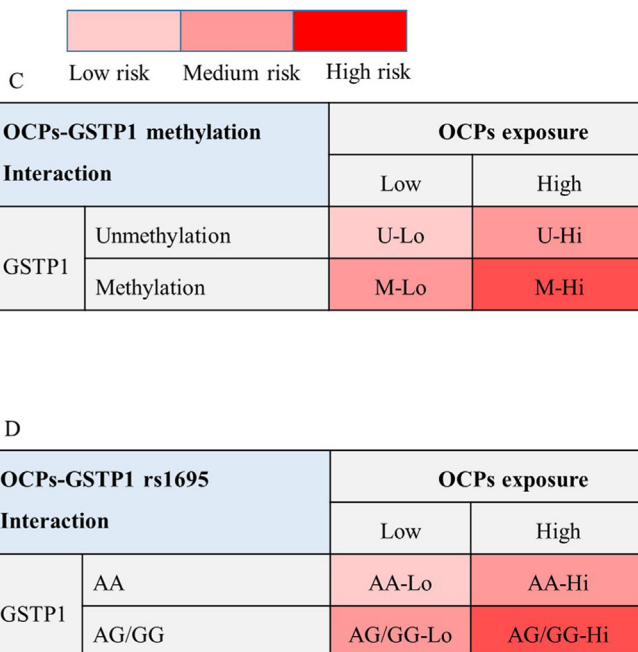 Low risk Medium risk High risk
C
OCPs-GSTP1 methylation
Interaction
OCPs exposure
Low High
GSTP1
Unmethylation U-Lo U-Hi
Methylation M-Lo M-Hi
D
OCPs-GSTP1 rs1695
Interaction
OCPs exposure
Low High
GSTP1
AA AA-Lo AA-Hi
AG/GG AG/GG-Lo AG/GG-Hi